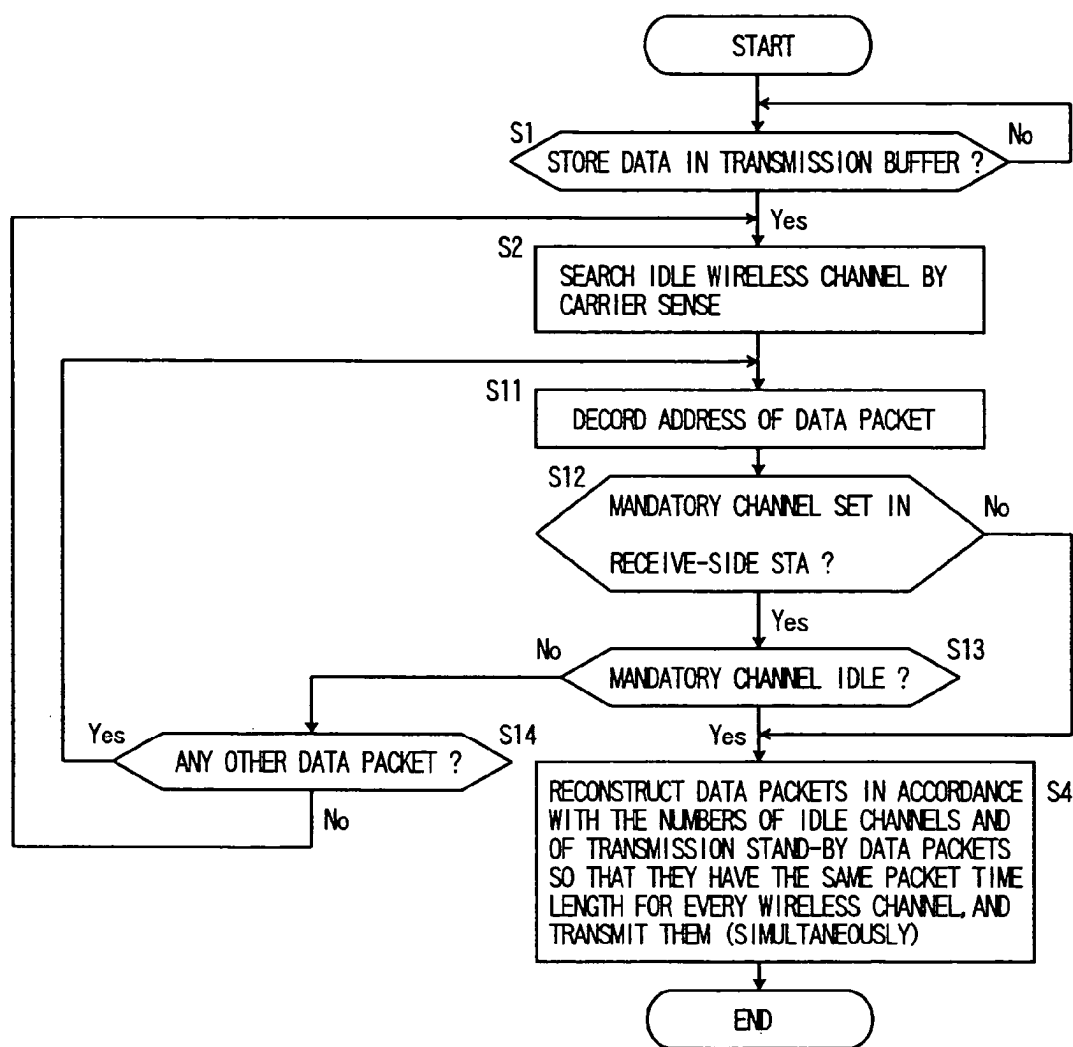 START
S1
No
STORE DATA IN TRANSMISSION BUFFER ?
Yes
S2
SEARCH IDLE WIRELESS CHANNEL BY
CARRIER SENSE
S11
DECORD ADDRESS OF DATA PACKET
S12
MANDATORY CHANNEL SET IN
RECEIVE-SIDE STA ?
No
Yes
No
S13
MANDATORY CHANNEL IDLE ?
Yes
Yes
S14
ANY OTHER DATA PACKET ?
No
RECONSTRUCT DATA PACKETS IN ACCORDANCE
WITH THE NUMBERS OF IDLE CHANNELS AND
OF TRANSMISSION STAND-BY DATA PACKETS
SO THAT THEY HAVE THE SAME PACKET TIME
LENGTH FOR EVERY WIRELESS CHANNEL, AND
TRANSMIT THEM (SIMULTANEOUSLY)
S4
END